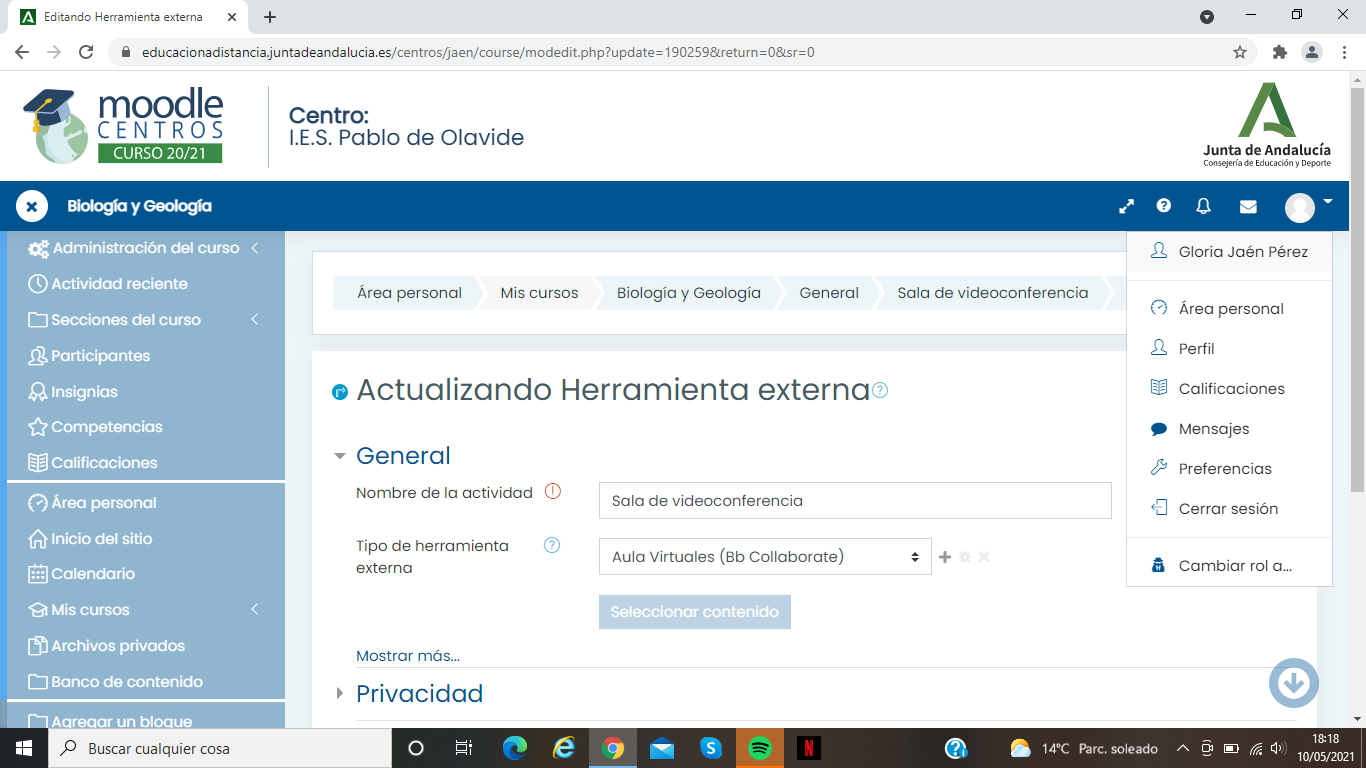 Editando Herramienta externa
educacionadistancia.juntadeandalucia.es/centros/jaen/course/modedit.php?update=190259&return=0&sr=0
moodle
CENTROS
CURSO 20/21
Centro:
I.E.S. Pablo de Olavide
Junta de Andalucía
Consejería de Educación y Deporte
Biología y Geología
Administración del curso
Actividad reciente
Secciones del curso
Participantes
Insignias
Competencias
Calificaciones
Área personal
Inicio del sitio
Calendario
Mis cursos
Archivos privados
Banco de contenido
Agregar un bloque
Área personal
Mis cursos
Biología y Geología
General
Sala de videoconferencia
Actualizando Herramienta externa
General
Nombre de la actividad
Sala de videoconferencia
Tipo de herramienta
externa
Aula Virtuales (Bb Collaborate)
Seleccionar contenido
Mostrar más...
Privacidad
Gloria Jaén Pérez
Área personal
Perfil
Calificaciones
Mensajes
Preferencias
Cerrar sesión
Cambiar rol a...
Buscar cualquier cosa
14°C Parc. soleado
18:18
10/05/2021